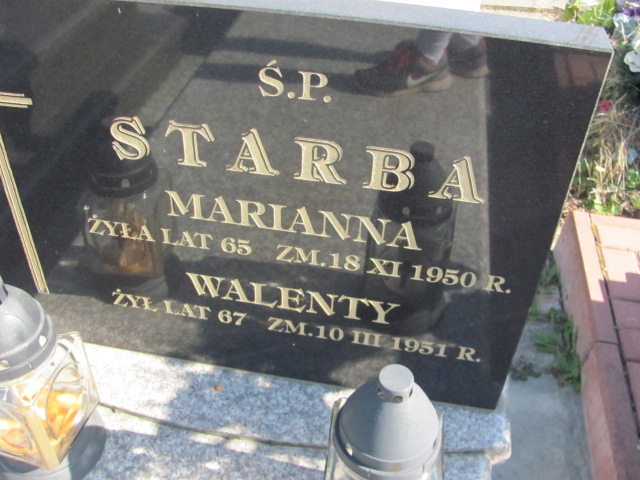 Ś.P.
STARBA
MARIANNA
ŻYŁA LAT 65 ZM.18 XI 1950 R.
WALENTY
ŻYŁ LAT 67 ZM.10 III 1951 R.